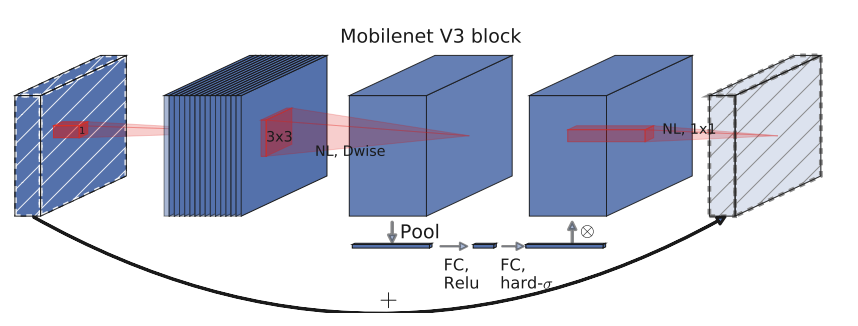 Mobilenet V3 block
1
3x3
NL, Dwise
NL, 1x1
Pool
⊗
FC,
Relu
FC,
hard-σ
+